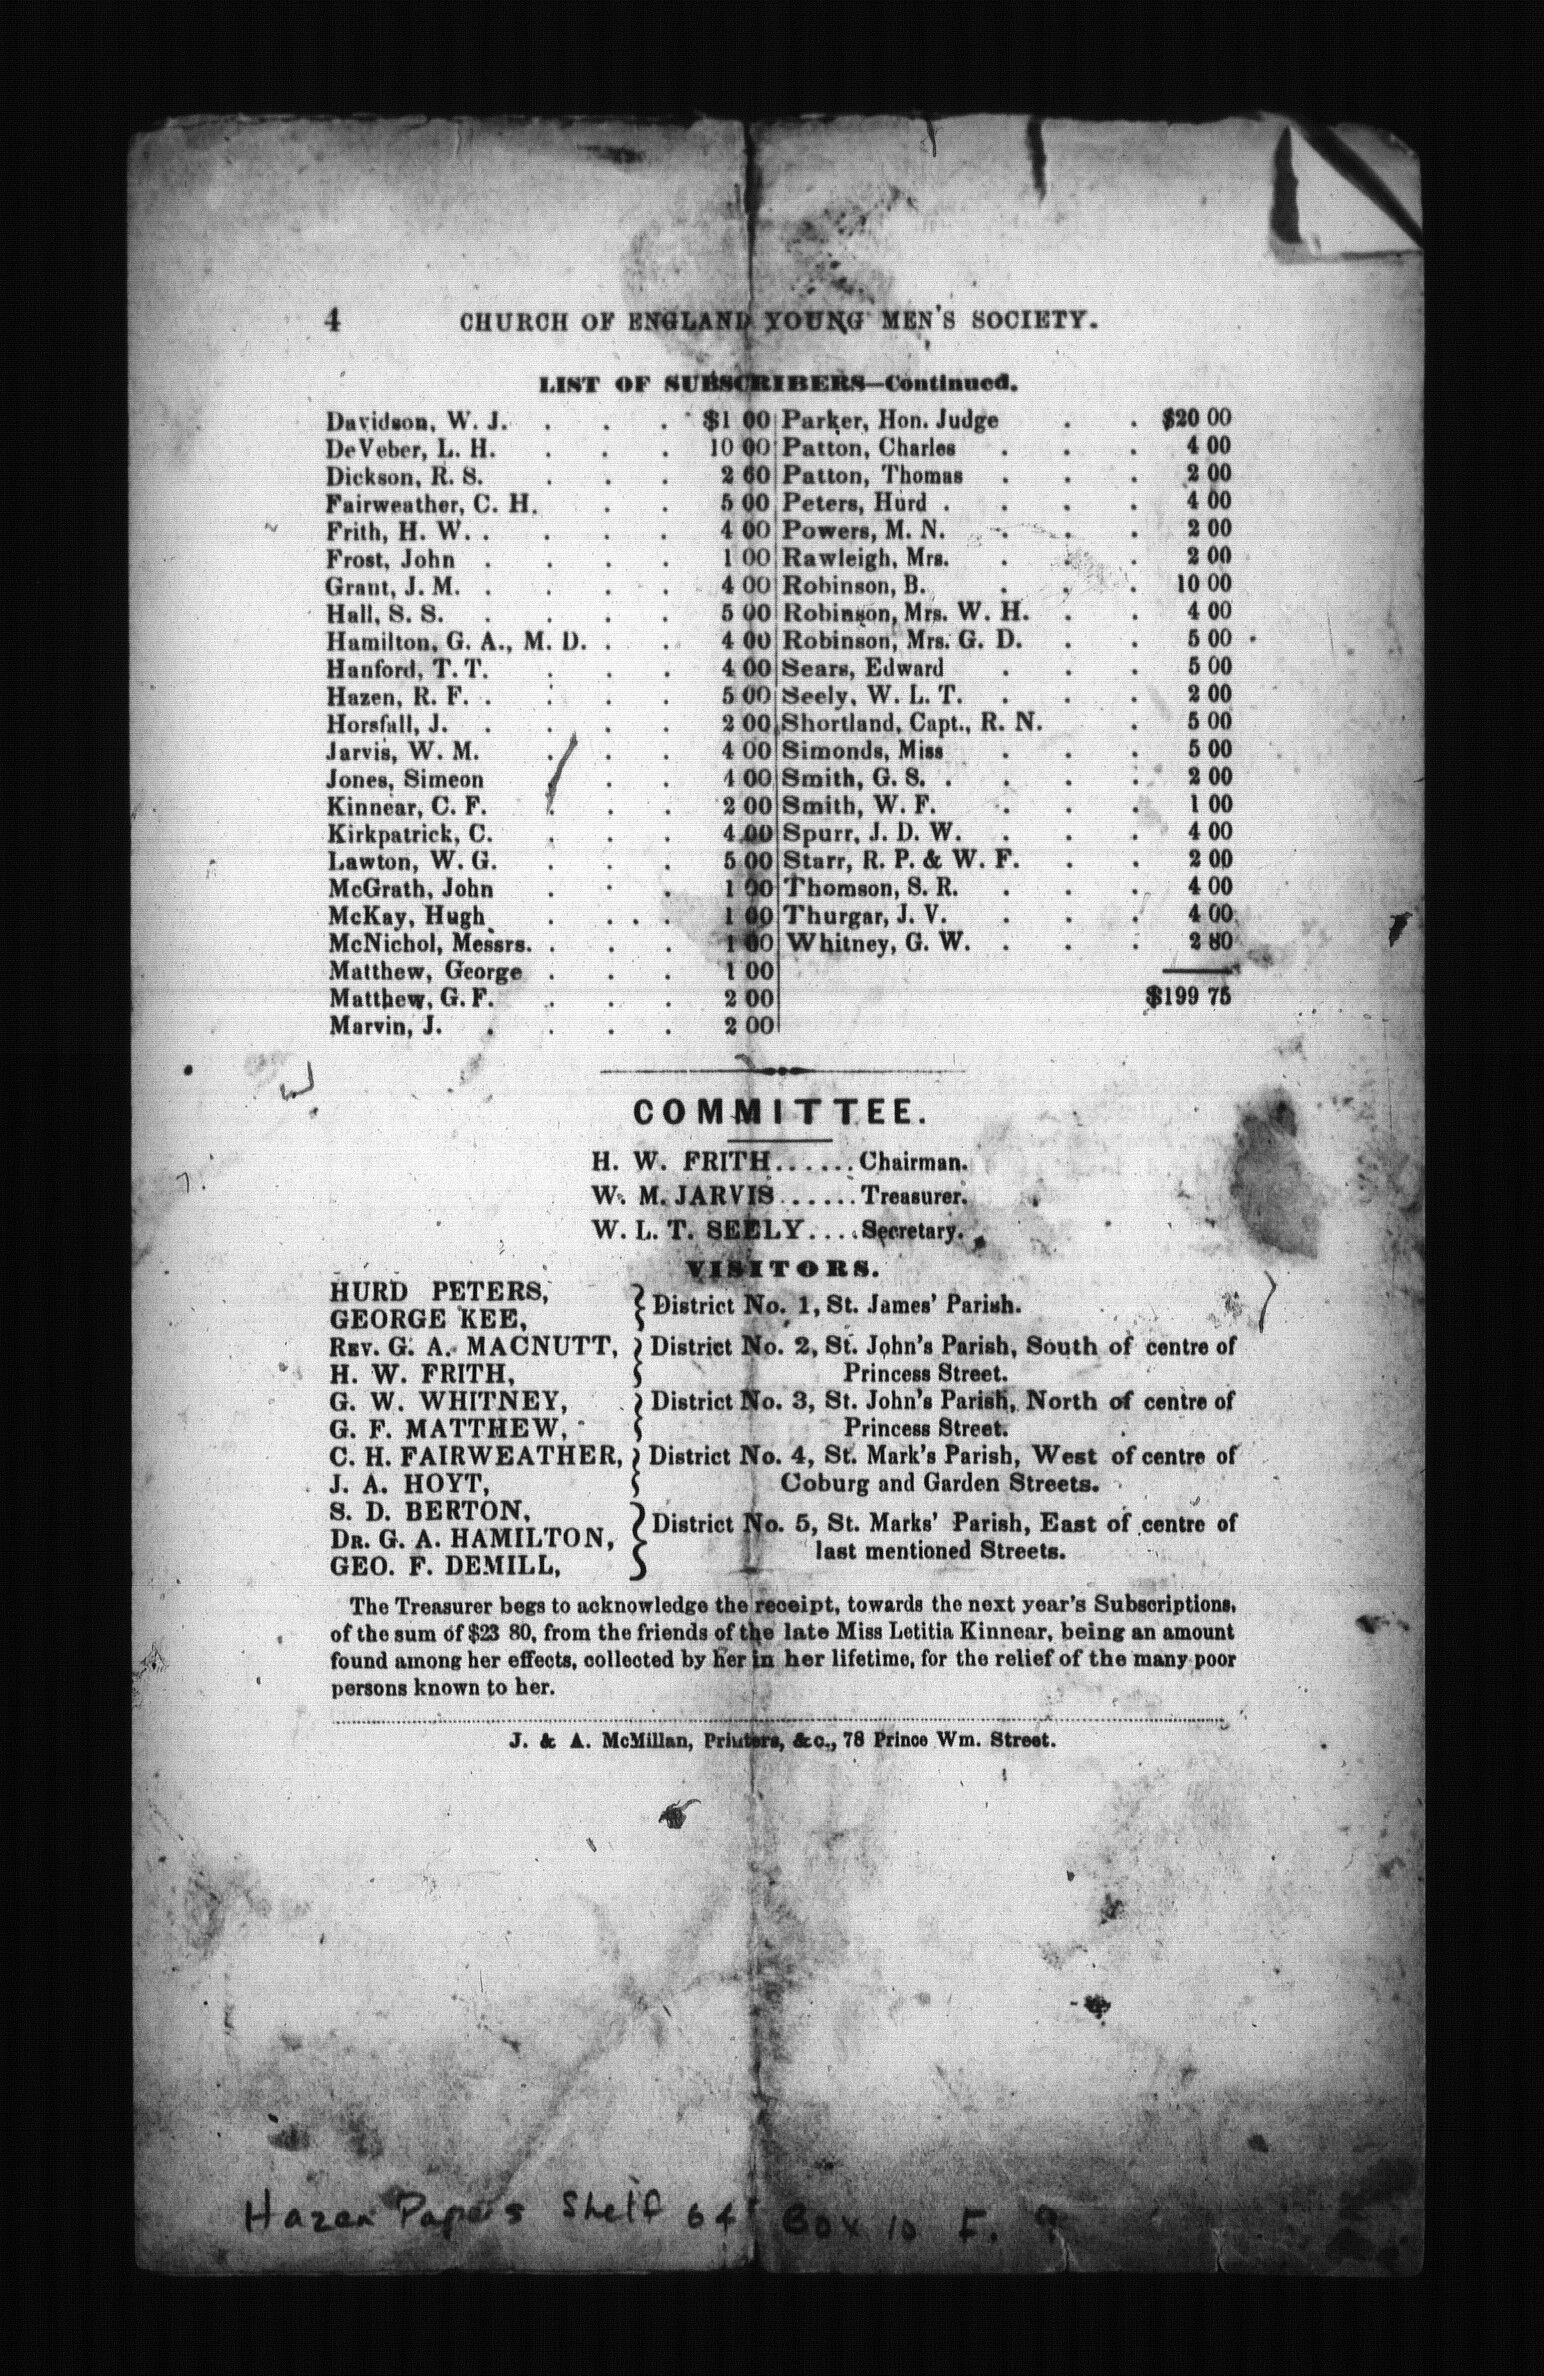 4 CHURCH OF ENGLAND YOUNG MEN'S SOCIETY.
LIST OF SUBSCRIBERS—Continued.
Davidson, W. J. . . . $1 00
DeVeber, L. H. . . . 10 00
Dickson, R. S. . . . 2 60
Fairweather, C. H. . . 5 00
Frith, H. W. . . . . 4 00
Frost, John . . . . 1 00
Grant, J. M. . . . . 4 00
Hall, S. S. . . . . 5 00
Hamilton, G. A., M. D. . . 4 00
Hanford, T. T. . . . 4 00
Hazen, R. F. . . . . 5 00
Horsfall, J. . . . . 2 00
Jarvis, W. M. . . . 4 00
Jones, Simeon . . . 4 00
Kinnear, C. F. . . . 2 00
Kirkpatrick, C. . . . 4 00
Lawton, W. G. . . . 5 00
McGrath, John . . . 1 00
McKay, Hugh . . . . 1 00
McNichol, Messrs. . . . 1 00
Matthew, George . . . 1 00
Matthew, G. F. . . . 2 00
Marvin, J. . . . . 2 00
Parker, Hon. Judge . . $20 00
Patton, Charles . . . 4 00
Patton, Thomas . . . 2 00
Peters, Hurd . . . . 4 00
Powers, M. N. . . . 2 00
Rawleigh, Mrs. . . . 2 00
Robinson, B. . . . 10 00
Robinson, Mrs. W. H. . . 4 00
Robinson, Mrs. G. D. . . 5 00
Sears, Edward . . . 5 00
Seely, W. L. T. . . . 2 00
Shortland, Capt., R. N. . 5 00
Simonds, Miss . . . 5 00
Smith, G. S. . . . . 2 00
Smith, W. F. . . . 1 00
Spurr, J. D. W. . . . 4 00
Starr, R. P. & W. F. . . 2 00
Thomson, S. R. . . . 4 00
Thurgar, J. V. . . . 4 00
Whitney, G. W. . . . 2 80
$199 75
COMMITTEE.
H. W. FRITH......Chairman.
W. M. JARVIS......Treasurer.
W. L. T. SEELY....Secretary.
VISITORS.
HURD PETERS,
GEORGE KEE,
District No. 1, St. James' Parish.
REV. G. A. MACNUTT,
H. W. FRITH,
District No. 2, St. John's Parish, South of centre of
Princess Street.
G. W. WHITNEY,
G. F. MATTHEW,
District No. 3, St. John's Parish, North of centre of
Princess Street.
C. H. FAIRWEATHER,
J. A. HOYT,
District No. 4, St. Mark's Parish, West of centre of
Coburg and Garden Streets.
S. D. BERTON,
DR. G. A. HAMILTON,
GEO. F. DEMILL,
District No. 5, St. Marks' Parish, East of centre of
last mentioned Streets.
The Treasurer begs to acknowledge the receipt, towards the next year's Subscriptions,
of the sum of $23 80, from the friends of the late Miss Letitia Kinnear, being an amount
found among her effects, collected by her in her lifetime, for the relief of the many poor
persons known to her.
J. & A. McMillan, Printers, &c., 78 Prince Wm. Street.
Hazen Papers Shelf 64 Box 10 F. 9